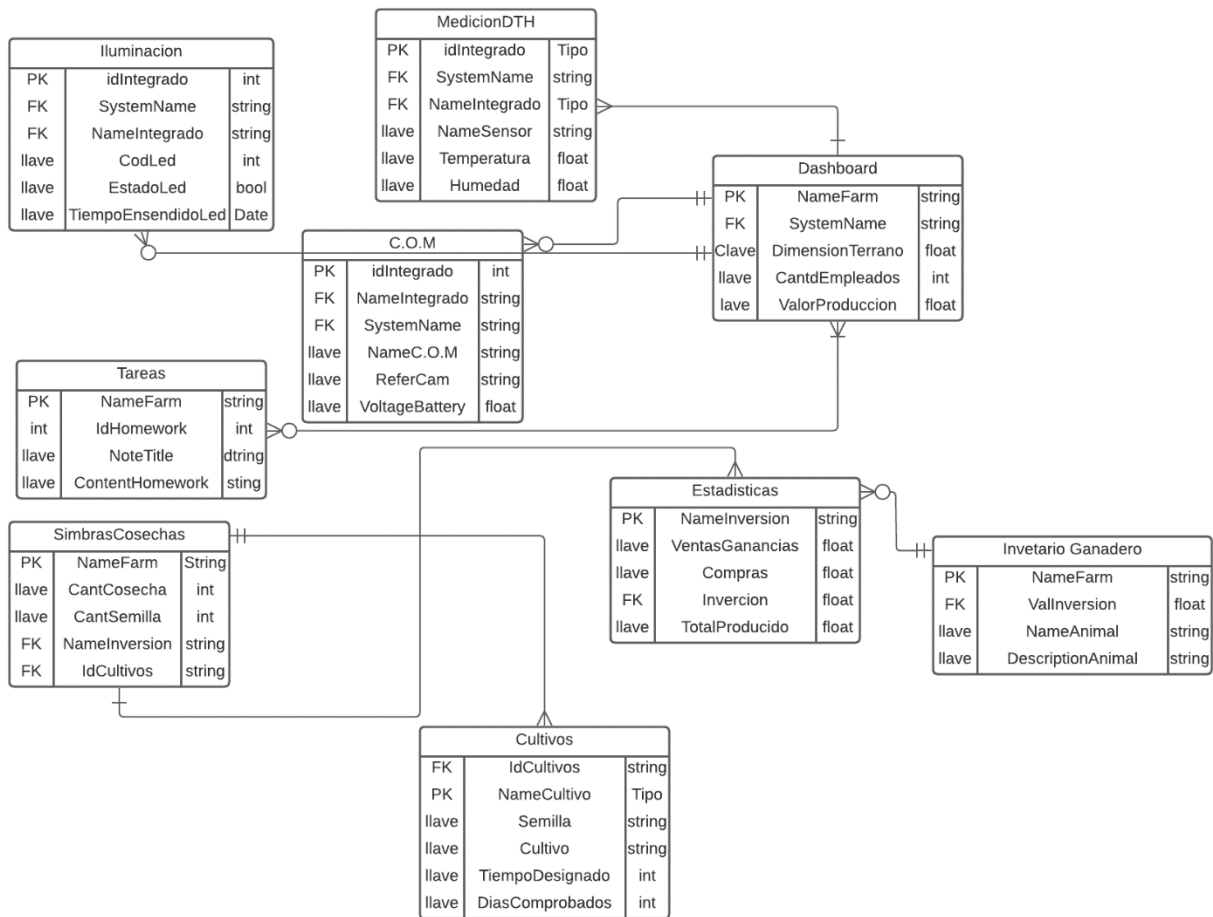 MedicionDTH
PK idIntegrado Tipo
FK SystemName string
FK NameIntegrado Tipo
llave NameSensor string
llave Temperatura float
llave Humedad float
Iluminacion
PK idIntegrado int
FK SystemName string
FK NameIntegrado string
llave CodLed int
llave EstadoLed bool
llave TiempoEnsendidoLed Date
Dashboard
PK NameFarm string
FK SystemName string
Clave DimensionTerrano float
llave CantdEmpleados int
lave ValorProduccion float
C.O.M
PK idIntegrado int
FK NameIntegrado string
FK SystemName string
llave NameC.O.M string
llave ReferCam string
llave VoltageBattery float
Tareas
PK NameFarm string
int IdHomework int
llave NoteTitle dtring
llave ContentHomework sting
Estadisticas
PK NameInversion string
llave VentasGanancias float
llave Compras float
FK Invercion float
llave TotalProducido float
SimbrasCosechas
PK NameFarm String
llave CantCosecha int
llave CantSemilla int
FK NameInversion string
FK IdCultivos string
Invetario Ganadero
PK NameFarm string
FK ValInversion float
llave NameAnimal string
llave DescriptionAnimal string
Cultivos
FK IdCultivos string
PK NameCultivo Tipo
llave Semilla string
llave Cultivo string
llave TiempoDesignado int
llave DiasComprobados int